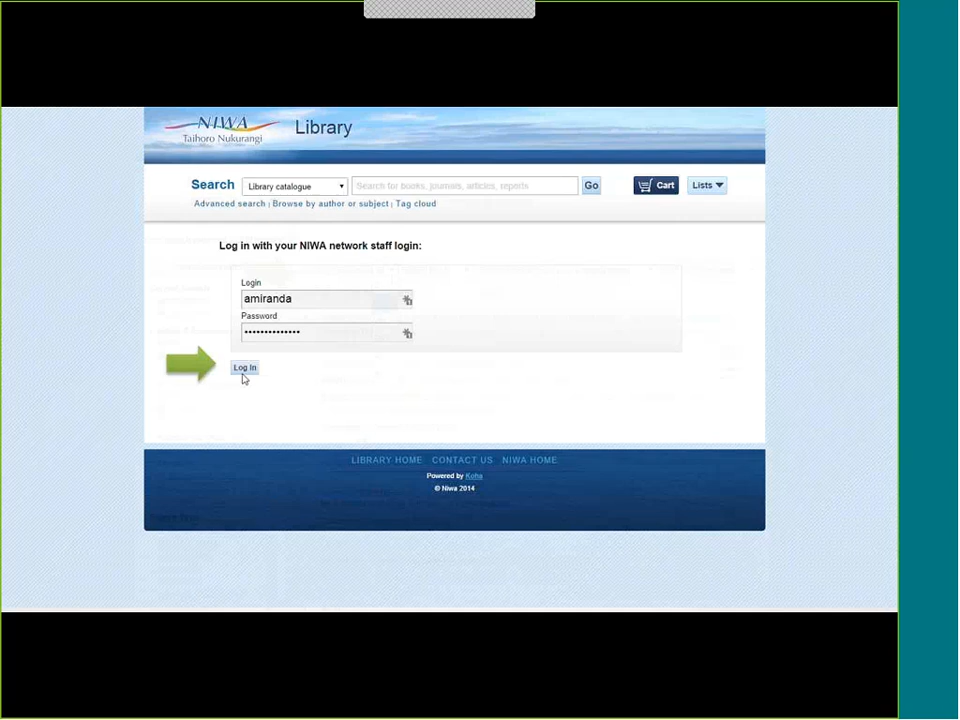 NIWA
Taihoro Nukurangi
Library
Search
Library catalogue
Search for books, journals, articles, reports
Go
Cart
Lists
Advanced search | Browse by author or subject | Tag cloud
Log in with your NIWA network staff login:
Login
amiranda
Password
••••••••••••••
Log In
LIBRARY HOME CONTACT US NIWA HOME
Powered by Koha
© Niwa 2014